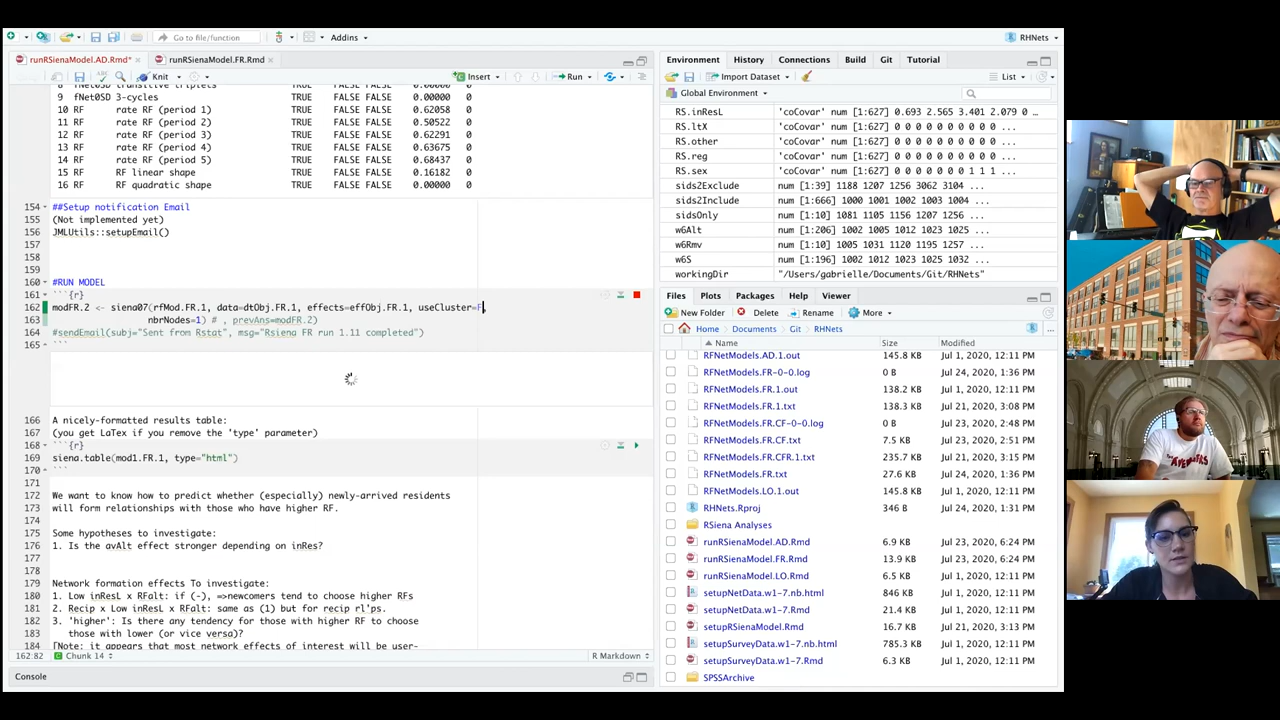 Go to file/function
Addins
RHNets
runRSienaModel.AD.Rmd*
runRSienaModel.FR.Rmd
Knit
Insert
Run
8 fNet0SD transitive triplets TRUE FALSE FALSE 0.00000 0
9 fNet0SD 3-cycles TRUE FALSE FALSE 0.00000 0
10 RF rate RF (period 1) TRUE FALSE FALSE 0.62058 0
11 RF rate RF (period 2) TRUE FALSE FALSE 0.50522 0
12 RF rate RF (period 3) TRUE FALSE FALSE 0.62291 0
13 RF rate RF (period 4) TRUE FALSE FALSE 0.63675 0
14 RF rate RF (period 5) TRUE FALSE FALSE 0.68437 0
15 RF RF linear shape TRUE FALSE FALSE 0.16182 0
16 RF RF quadratic shape TRUE FALSE FALSE 0.00000 0
154 ##Setup notification Email
155 (Not implemented yet)
156 JMLUtils::setupEmail()
157
158
159
160 #RUN MODEL
161 ```{r}
162 modFR.2 <- siena07(rfMod.FR.1, data=dtObj.FR.1, effects=effObj.FR.1, useCluster=F,
163 nbrNodes=1) # , prevAns=modFR.2)
164 #sendEmail(subj="Sent from Rstat", msg="Rsiena FR run 1.11 completed")
165 ```
166 A nicely-formatted results table:
167 (you get LaTex if you remove the 'type' parameter)
168 ```{r}
169 siena.table(mod1.FR.1, type="html")
170 ```
171
172 We want to know how to predict whether (especially) newly-arrived residents
173 will form relationships with those who have higher RF.
174
175 Some hypotheses to investigate:
176 1. Is the avAlt effect stronger depending on inRes?
177
178
179 Network formation effects To investigate:
180 1. Low inResL x RFalt: if (-), =>newcomers tend to choose higher RFs
181 2. Recip x Low inResL x RFalt: same as (1) but for recip rl'ps.
182 3. 'higher': Is there any tendency for those with higher RF to choose
183 those with lower (or vice versa)?
184 [Note: it appears that most network effects of interest will be user-
162:82 Chunk 14 R Markdown
Console
Environment History Connections Build Git Tutorial
Import Dataset List
Global Environment
RS.inResL 'coCovar' num [1:627] 0.693 2.565 3.401 2.079 0 …
RS.ltX 'coCovar' num [1:627] 0 0 0 0 0 0 0 0 0 0 ...
RS.other 'coCovar' num [1:627] 0 0 0 0 0 0 0 0 0 0 ...
RS.reg 'coCovar' num [1:627] 0 0 0 0 0 0 0 0 0 0 ...
RS.sex 'coCovar' num [1:627] 0 0 0 0 0 0 0 1 1 1 ...
sids2Exclude num [1:39] 1188 1207 1256 3062 3104 ...
sids2Include num [1:666] 1000 1001 1002 1003 1004 ...
sidsOnly num [1:10] 1081 1105 1156 1207 1256 ...
w6Alt num [1:206] 1002 1005 1012 1023 1025 ...
w6Rmv num [1:10] 1005 1031 1120 1195 1257 ...
w6S num [1:196] 1002 1012 1023 1025 1032 ...
workingDir "/Users/gabrielle/Documents/Git/RHNets"
Files Plots Packages Help Viewer
New Folder Delete Rename More
Home Documents Git RHNets ...
Name Size Modified
RFNetModels.AD.1.out 145.8 KB Jul 1, 2020, 12:11 PM
RFNetModels.FR-0-0.log 0 B Jul 24, 2020, 1:36 PM
RFNetModels.FR.1.out 138.2 KB Jul 1, 2020, 12:11 PM
RFNetModels.FR.1.txt 138.3 KB Jul 21, 2020, 3:08 PM
RFNetModels.FR.CF-0-0.log 0 B Jul 23, 2020, 2:48 PM
RFNetModels.FR.CF.txt 7.5 KB Jul 23, 2020, 2:51 PM
RFNetModels.FR.CFR.1.txt 235.7 KB Jul 21, 2020, 3:15 PM
RFNetModels.FR.txt 27.6 KB Jul 24, 2020, 1:36 PM
RFNetModels.LO.1.out 145.8 KB Jul 1, 2020, 12:11 PM
RHNets.Rproj 346 B Jul 24, 2020, 1:31 PM
RSiena Analyses
runRSienaModel.AD.Rmd 6.9 KB Jul 23, 2020, 6:24 PM
runRSienaModel.FR.Rmd 13.9 KB Jul 23, 2020, 6:24 PM
runRSienaModel.LO.Rmd 6.5 KB Jul 23, 2020, 6:24 PM
setupNetData.w1-7.nb.html 846 KB Jul 1, 2020, 12:11 PM
setupNetData.w1-7.Rmd 21.4 KB Jul 1, 2020, 12:11 PM
setupRSienaModel.Rmd 16.7 KB Jul 21, 2020, 3:13 PM
setupSurveyData.w1-7.nb.html 785.3 KB Jul 1, 2020, 12:11 PM
setupSurveyData.w1-7.Rmd 6.3 KB Jul 1, 2020, 12:11 PM
SPSSArchive